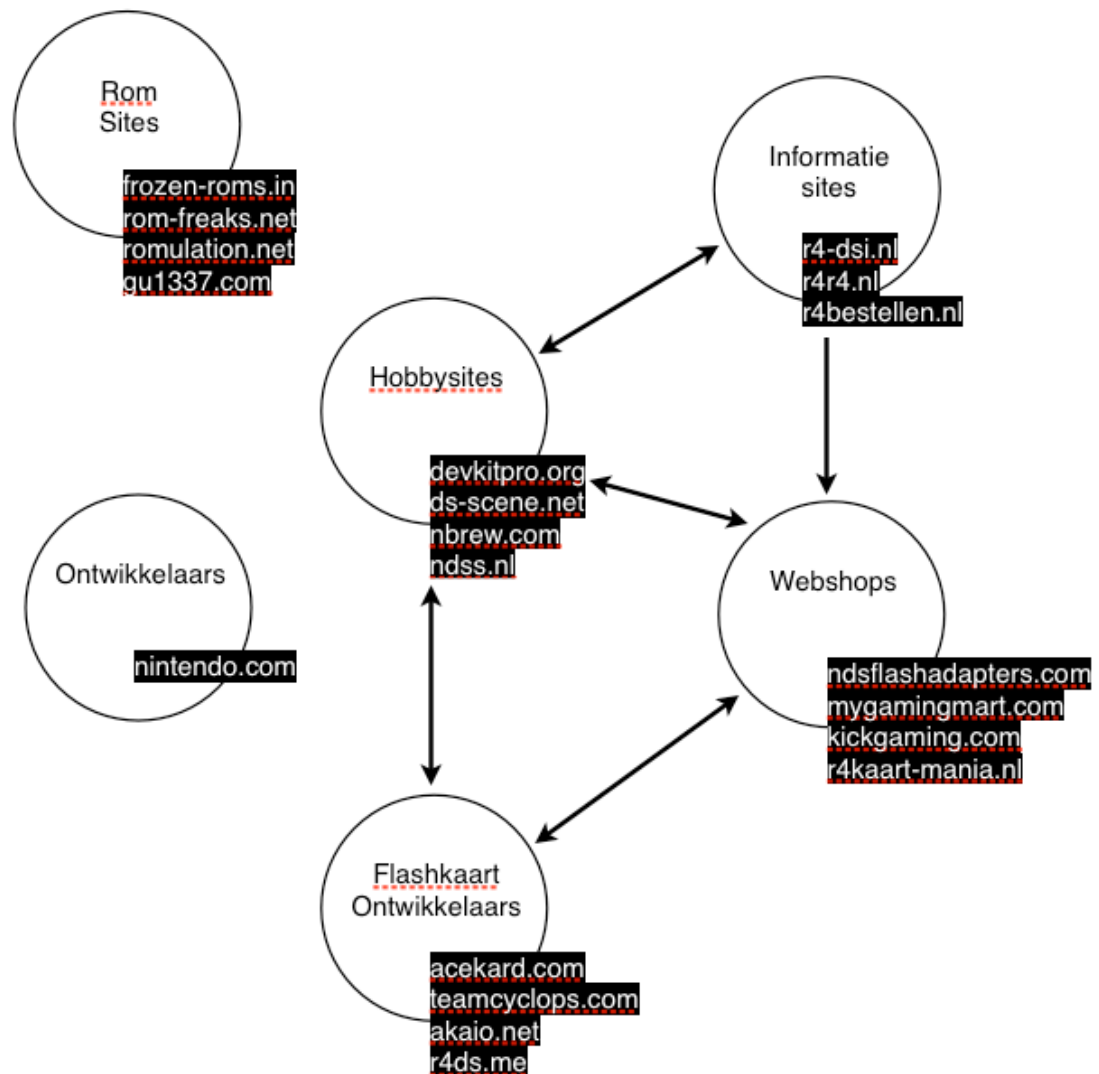 Rom
Sites
frozen-roms.in
rom-freaks.net
romulation.net
gu1337.com
Informatie
sites
r4-dsi.nl
r4r4.nl
r4bestellen.nl
Hobbysites
devkitpro.org
ds-scene.net
nbrew.com
ndss.nl
Ontwikkelaars
nintendo.com
Webshops
ndsflashadapters.com
mygamingmart.com
kickgaming.com
r4kaart-mania.nl
Flashkaart
Ontwikkelaars
acekard.com
teamcyclops.com
akaio.net
r4ds.me